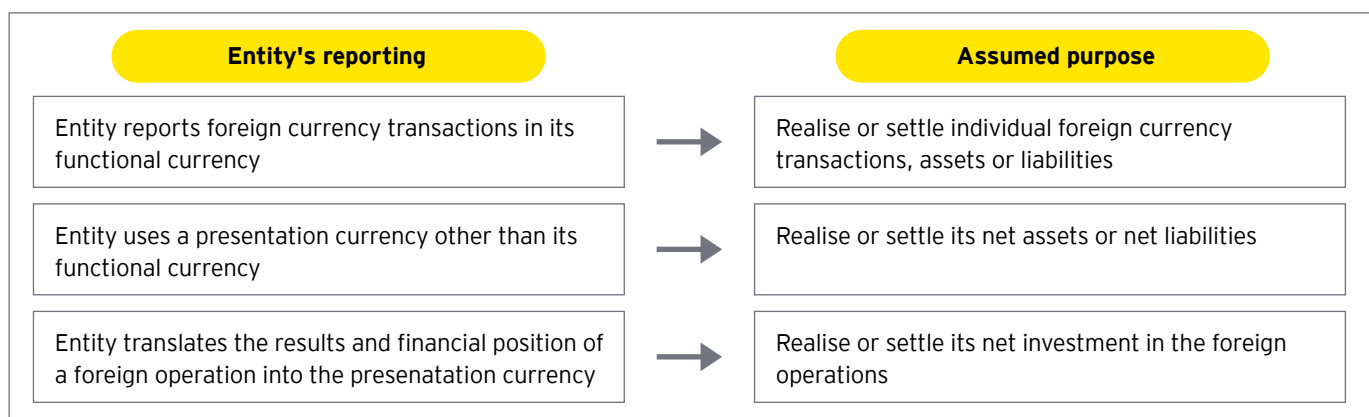 Entity's reporting
Assumed purpose
Entity reports foreign currency transactions in its
functional currency
Realise or settle individual foreign currency
transactions, assets or liabilities
Entity uses a presentation currency other than its
functional currency
Realise or settle its net assets or net liabilities
Entity translates the results and financial position of
a foreign operation into the presenatation currency
Realise or settle its net investment in the foreign
operations